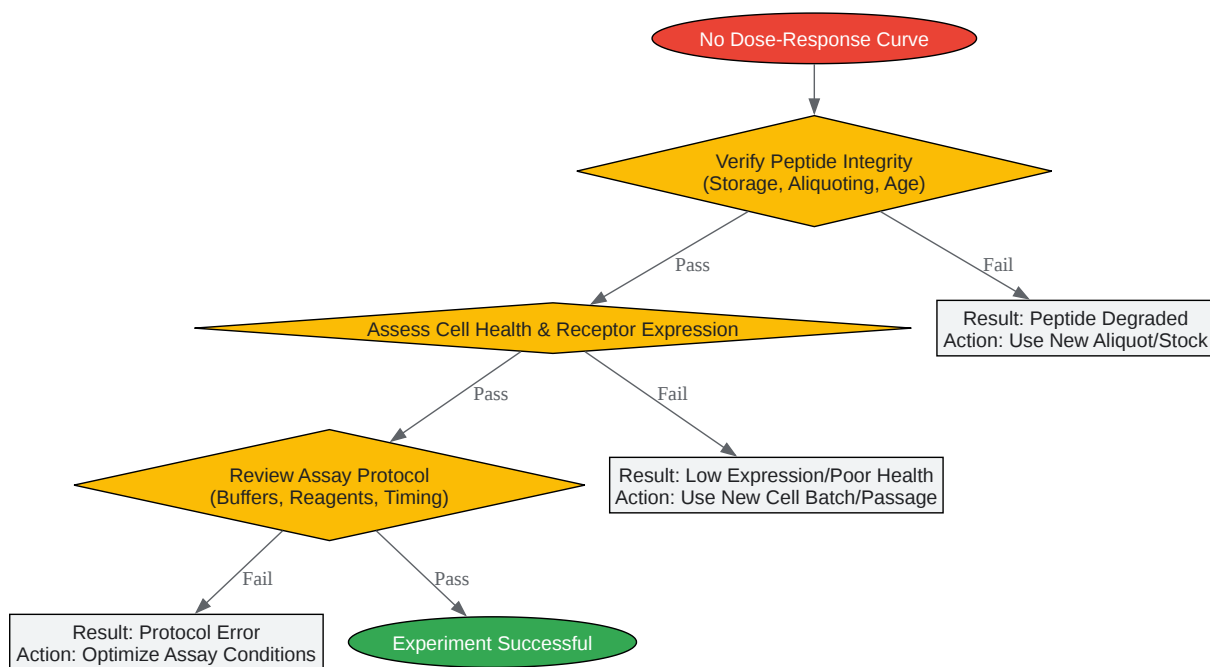 No Dose-Response Curve
Verify Peptide Integrity
(Storage, Aliquoting, Age)
Pass
Fail
Assess Cell Health & Receptor Expression
Result: Peptide Degraded
Action: Use New Aliquot/Stock
Pass
Fail
Review Assay Protocol
(Buffers, Reagents, Timing)
Result: Low Expression/Poor Health
Action: Use New Cell Batch/Passage
Fail
Pass
Result: Protocol Error
Action: Optimize Assay Conditions
Experiment Successful